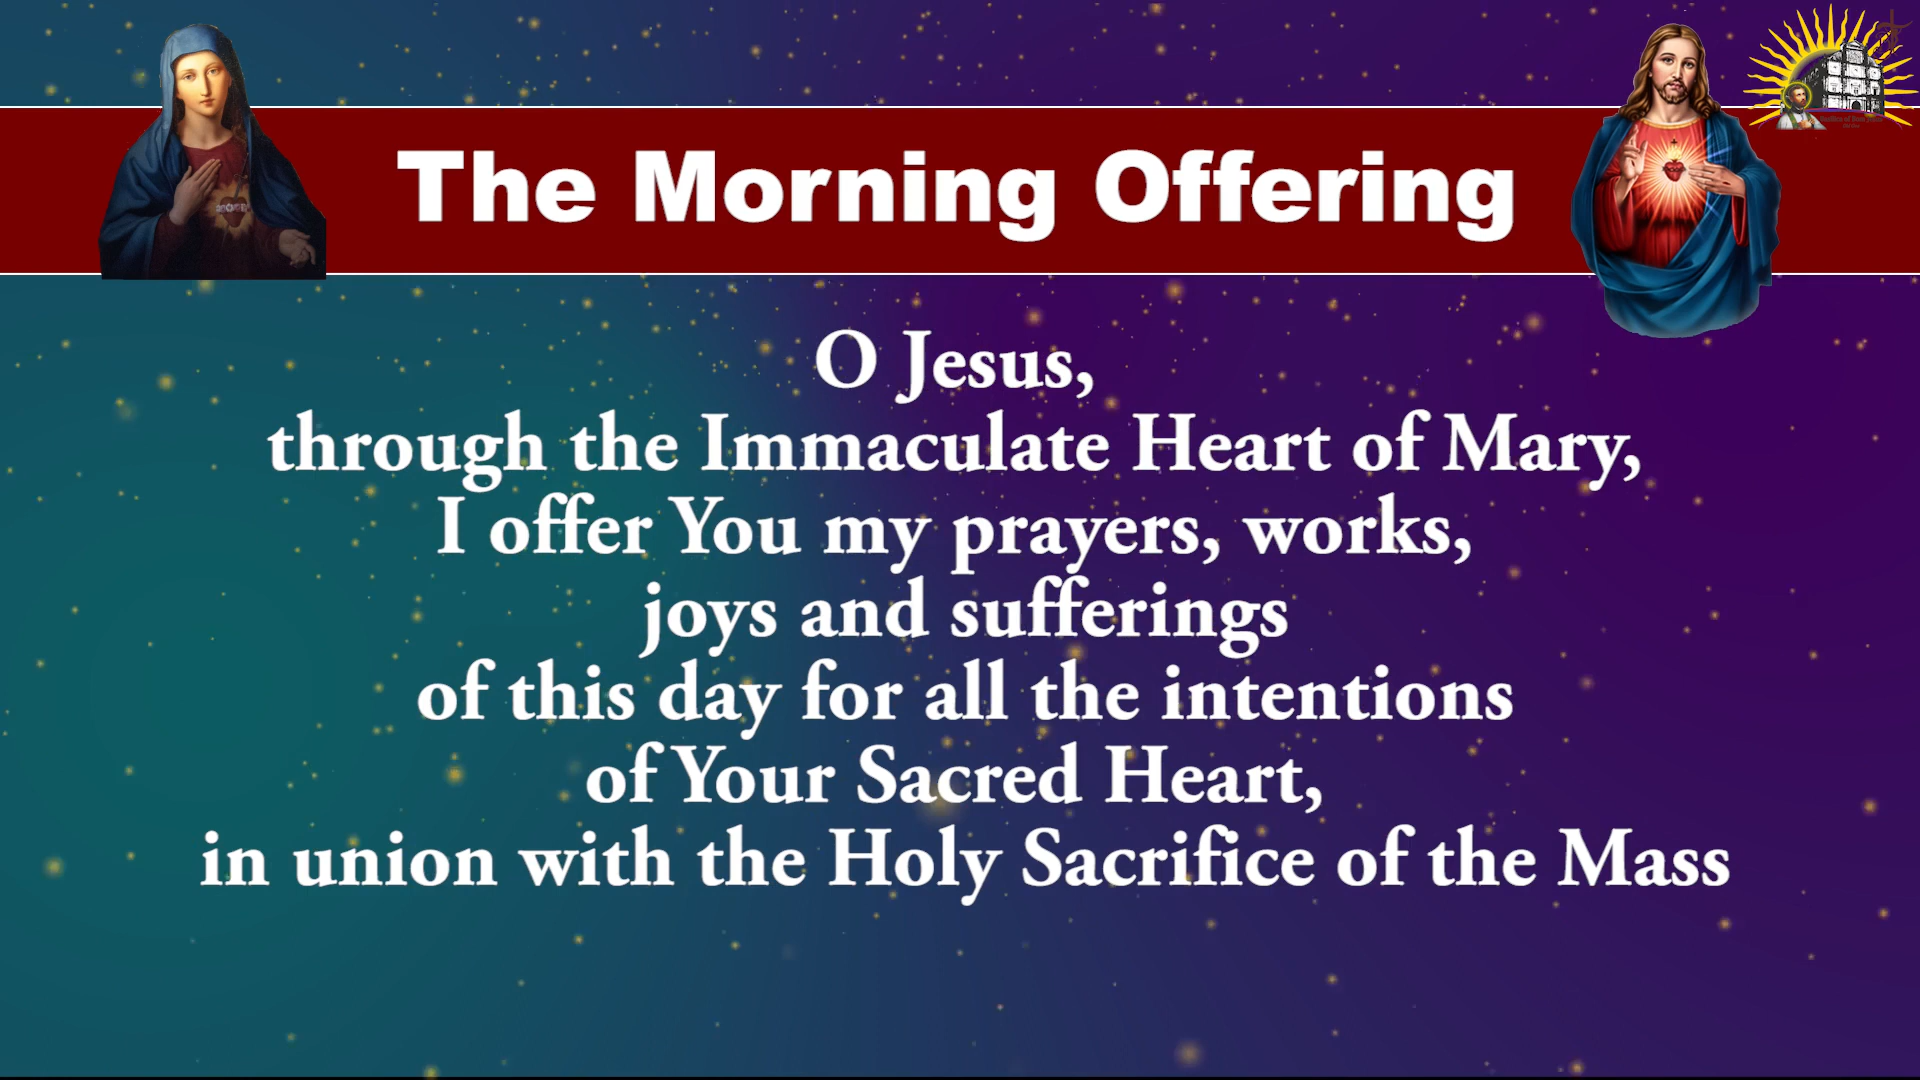 The Morning Offering
O Jesus,
through the Immaculate Heart of Mary,
I offer You my prayers, works,
joys and sufferings
of this day for all the intentions
of Your Sacred Heart,
in union with the Holy Sacrifice of the Mass